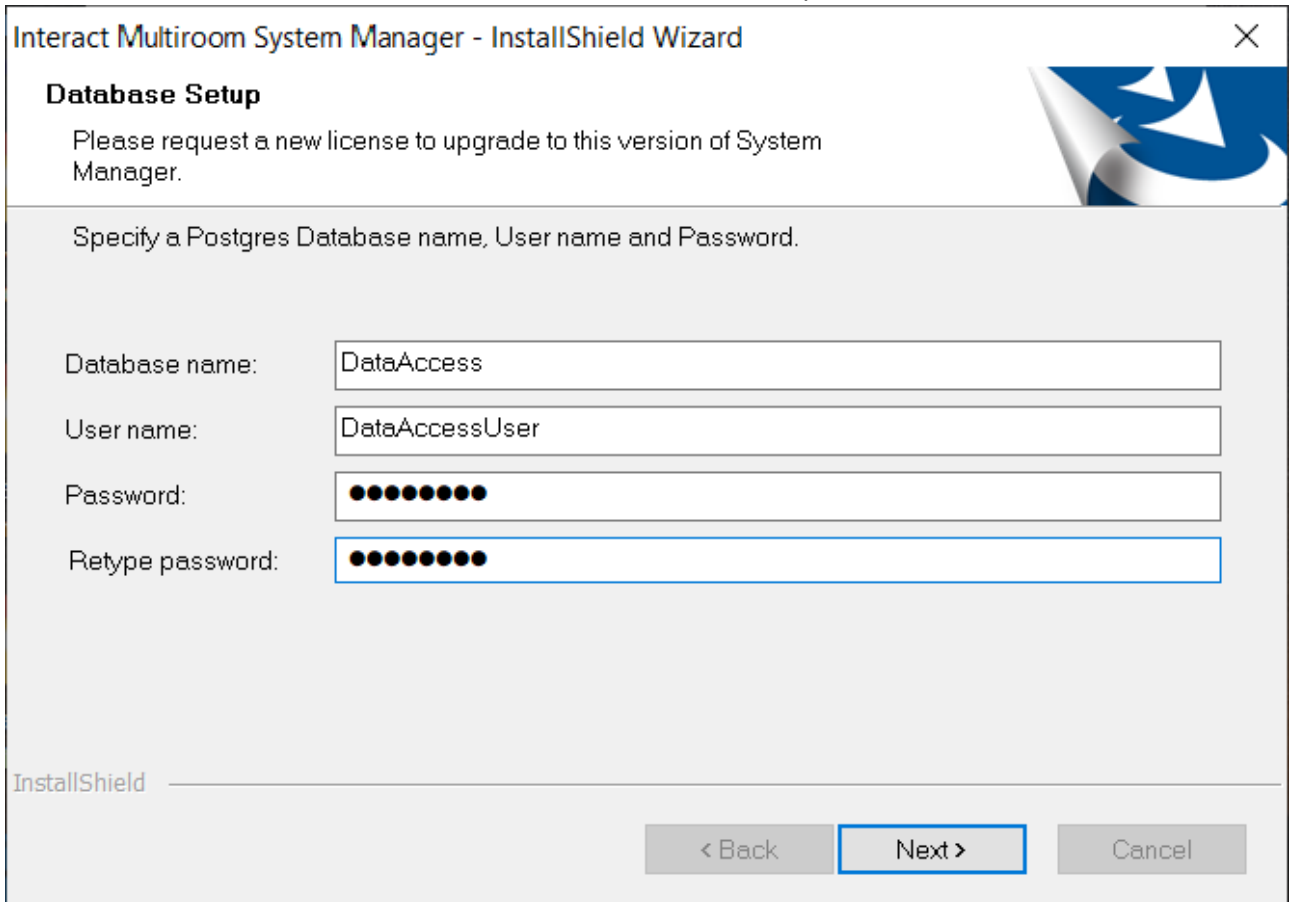 Interact Multiroom System Manager - InstallShield Wizard
Database Setup
Please request a new license to upgrade to this version of System
Manager.
Specify a Postgres Database name, User name and Password.
Database name: DataAccess
User name: DataAccessUser
Password: ●●●●●●●●
Retype password: ●●●●●●●●
InstallShield
< Back Next > Cancel